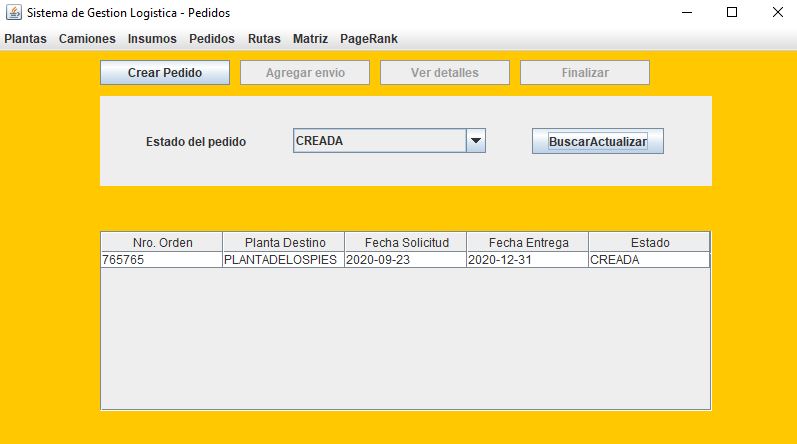 Sistema de Gestion Logistica - Pedidos
Plantas Camiones Insumos Pedidos Rutas Matriz PageRank
Crear Pedido Agregar envio Ver detalles Finalizar
Estado del pedido CREADA BuscarActualizar
Nro. Orden Planta Destino Fecha Solicitud Fecha Entrega Estado
765765 PLANTADELOSPIES 2020-09-23 2020-12-31 CREADA